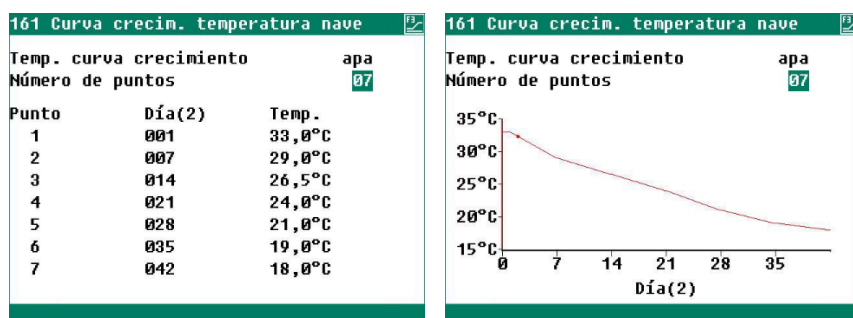 161 Curva crecim. temperatura nave F3
Temp. curva crecimiento apa
Número de puntos 07
Punto Día(2) Temp.
1 001 33,0°C
2 007 29,0°C
3 014 26,5°C
4 021 24,0°C
5 028 21,0°C
6 035 19,0°C
7 042 18,0°C
161 Curva crecim. temperatura nave F3
Temp. curva crecimiento apa
Número de puntos 07
35°C
30°C
25°C
20°C
15°C
0 7 14 21 28 35
Día(2)